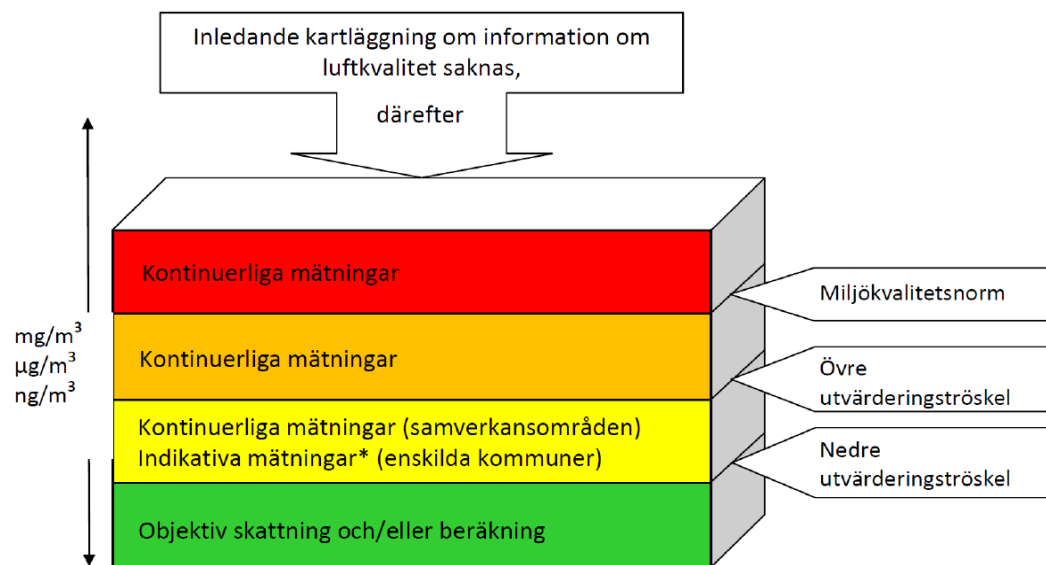 Inledande kartläggning om information om
luftkvalitet saknas,
därefter
Kontinuerliga mätningar
Miljökvalitetsnorm
mg/m³
µg/m³
ng/m³
Kontinuerliga mätningar
Övre
utvärderingströskel
Kontinuerliga mätningar (samverkansområden)
Indikativa mätningar* (enskilda kommuner)
Nedre
utvärderingströskel
Objektiv skattning och/eller beräkning